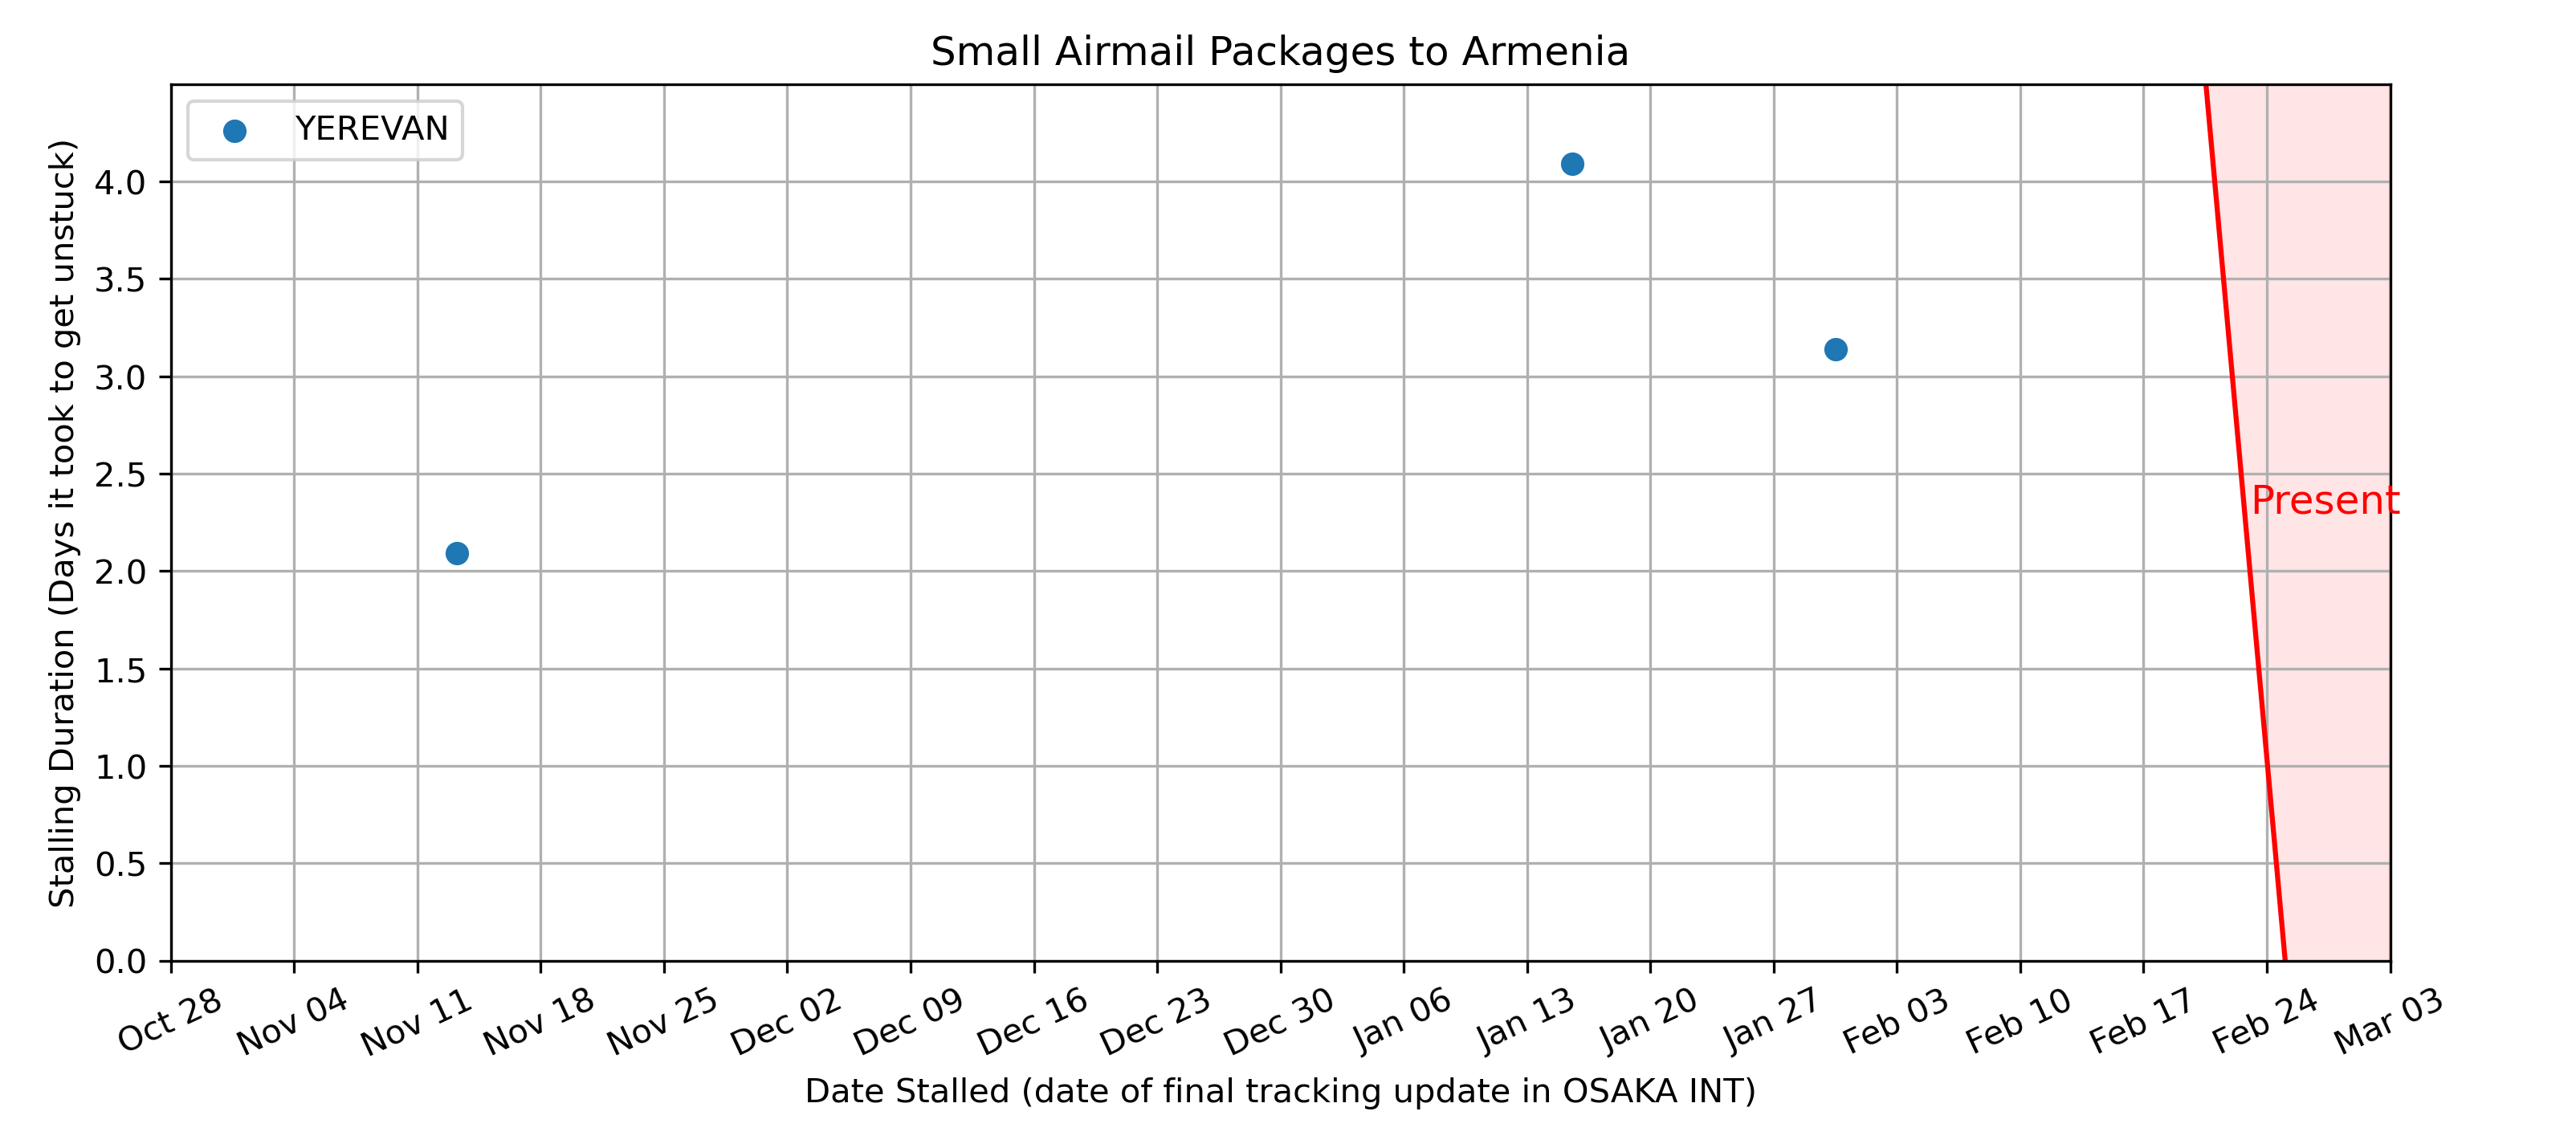 Small Airmail Packages to Armenia
YEREVAN
Stalling Duration (Days it took to get unstuck)
4.0
3.5
3.0
2.5
2.0
1.5
1.0
0.5
0.0
Present
Oct 28
Nov 04
Nov 11
Nov 18
Nov 25
Dec 02
Dec 09
Dec 16
Dec 23
Dec 30
Jan 06
Jan 13
Jan 20
Jan 27
Feb 03
Feb 10
Feb 17
Feb 24
Mar 03
Date Stalled (date of final tracking update in OSAKA INT)